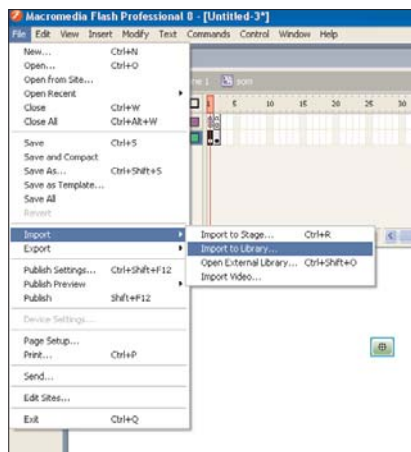 Macromedia Flash Professional 8 - [Untitled-3*]
File Edit View Insert Modify Text Commands Control Window Help
New... Ctrl+N
Open... Ctrl+O
Open from Site...
Open Recent
Close Ctrl+W
Close All Ctrl+Alt+W
1 5 10 15 20 25 30
Save Ctrl+S
Save and Compact
Save As... Ctrl+Shift+S
Save as Template...
Save All
Revert
Import
Export
Import to Stage... Ctrl+R
Import to Library...
Open External Library... Ctrl+Shift+O
Import Video...
Publish Settings... Ctrl+Shift+F12
Publish Preview
Publish Shift+F12
Device Settings...
Page Setup...
Print... Ctrl+P
Send...
Edit Sites...
Exit Ctrl+Q